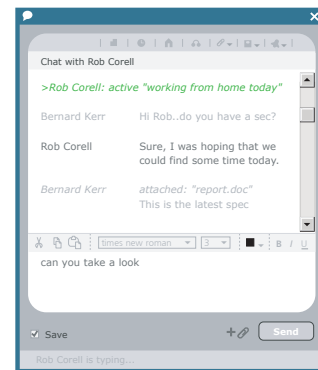 Chat with Rob Corell
>Rob Corell: active "working from home today"
Bernard Kerr Hi Rob..do you have a sec?
Rob Corell Sure, I was hoping that we
could find some time today.
Bernard Kerr attached: "report.doc"
This is the latest spec
times new roman 3 B I U
can you take a look
Save Send
Rob Corell is typing...